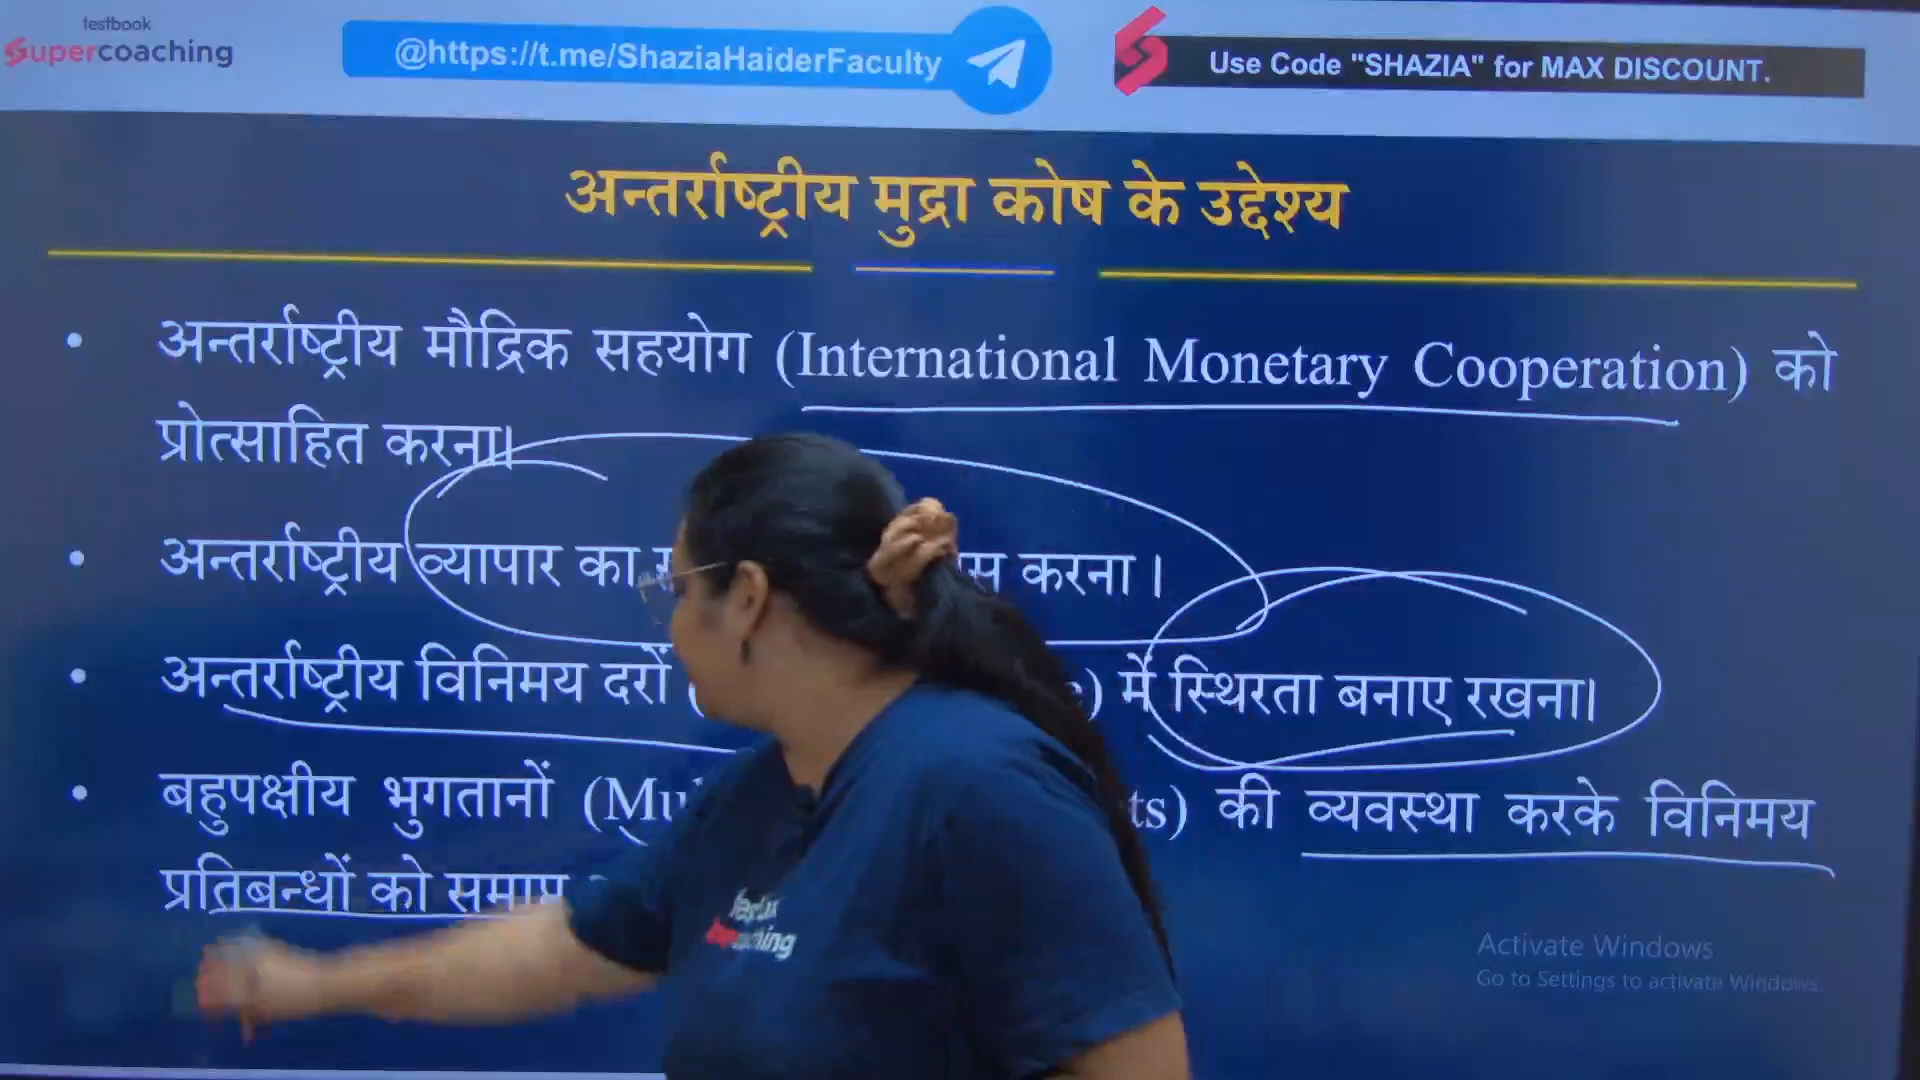 testbook
Supercoaching
@https://t.me/ShaziaHaiderFaculty
Use Code "SHAZIA" for MAX DISCOUNT.
अन्तर्राष्ट्रीय मुद्रा कोष के उद्देश्य
• अन्तर्राष्ट्रीय मौद्रिक सहयोग (International Monetary Cooperation) को
प्रोत्साहित करना।
• अन्तर्राष्ट्रीय व्यापार का करना ।
• अन्तर्राष्ट्रीय विनिमय दरों में स्थिरता बनाए रखना।
• बहुपक्षीय भुगतानों की व्यवस्था करके विनिमय
प्रतिबन्धों को
Activate Windows
Go to Settings to activate Windows.